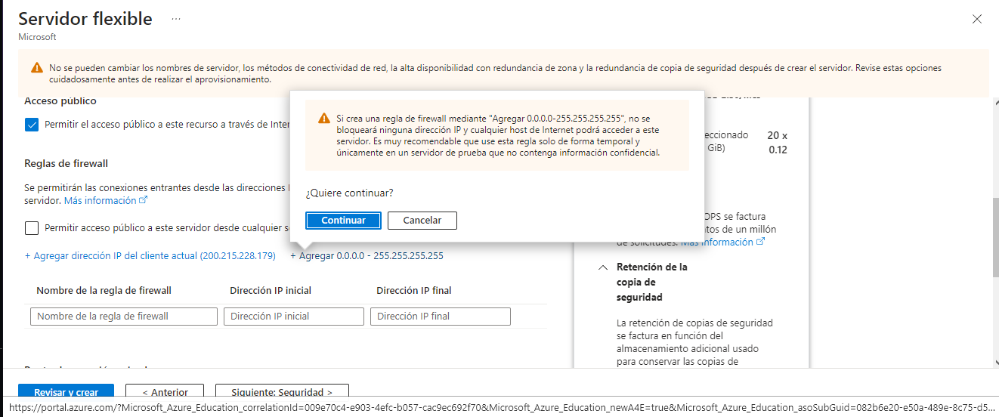 Servidor flexible ...
Microsoft
No se pueden cambiar los nombres de servidor, los métodos de conectividad de red, la alta disponibilidad con redundancia de zona y la redundancia de copia de seguridad después de crear el servidor. Revise estas opciones
cuidadosamente antes de realizar el aprovisionamiento.
Acceso público
Permitir el acceso público a este recurso a través de Inter
Si crea una regla de firewall mediante "Agregar 0.0.0.0-255.255.255.255", no se
bloqueará ninguna dirección IP y cualquier host de Internet podrá acceder a este
servidor. Es muy recomendable que use esta regla solo de forma temporal y
únicamente en un servidor de prueba que no contenga información confidencial.
¿Quiere continuar?
Continuar
Cancelar
Reglas de firewall
Se permitirán las conexiones entrantes desde las direcciones
servidor. Más información
Permitir acceso público a este servidor desde cualquier
+ Agregar dirección IP del cliente actual (200.215.228.179)
+ Agregar 0.0.0.0 - 255.255.255.255
Nombre de la regla de firewall
Dirección IP inicial
Dirección IP final
Nombre de la regla de firewall
Dirección IP inicial
Dirección IP final
eccionado
GiB)
20 x
0.12
OPS se factura
tos de un millón
de solicitudes. Más información
Retención de la
copia de
seguridad
La retención de copias de seguridad
se factura en función del
almacenamiento adicional usado
para conservar las copias de
Revisar y crear
< Anterior
Siguiente: Seguridad >
https://portal.azure.com/?Microsoft_Azure_Education_correlationId=009e70c4-e903-4efc-b057-cac9ec692f70&Microsoft_Azure_Education_newA4E=true&Microsoft_Azure_Education_asoSubGuid=082b6e20-e50a-489e-8c75-d5...